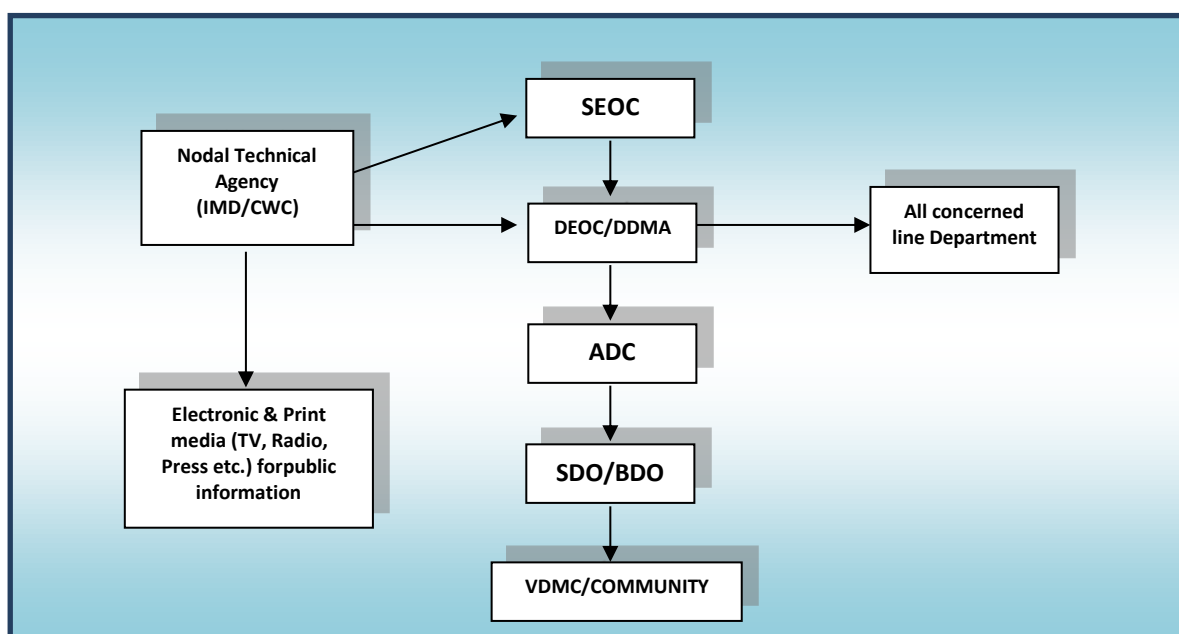 SEOC
Nodal Technical
Agency
(IMD/CWC)
DEOC/DDMA
All concerned
line Department
ADC
Electronic & Print
media (TV, Radio,
Press etc.) forpublic
information
SDO/BDO
VDMC/COMMUNITY